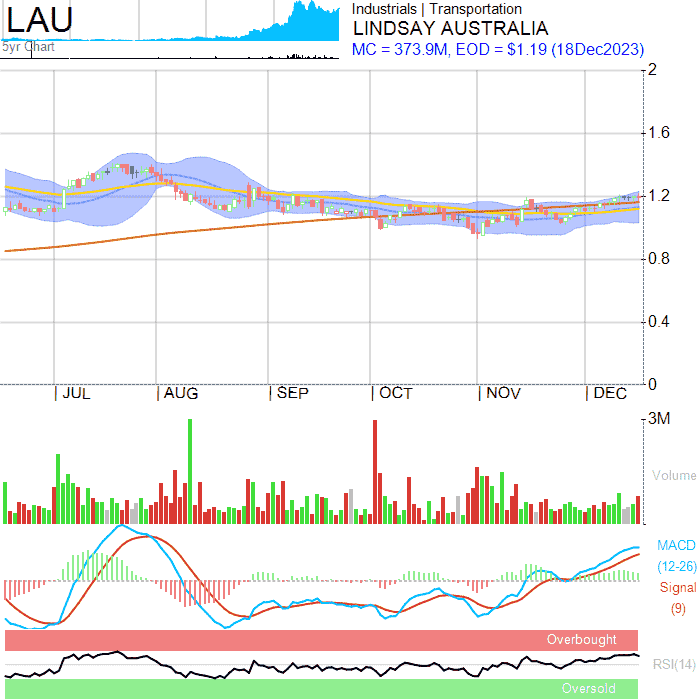 LAU
5yr Chart
Industrials | Transportation
LINDSAY AUSTRALIA
MC = 373.9M, EOD = $1.19 (18Dec2023)
2
1.6
1.2
0.8
0.4
0
JUL AUG SEP OCT NOV DEC
3M
Volume
MACD
(12-26)
Signal
(9)
Overbought
RSI(14)
Oversold